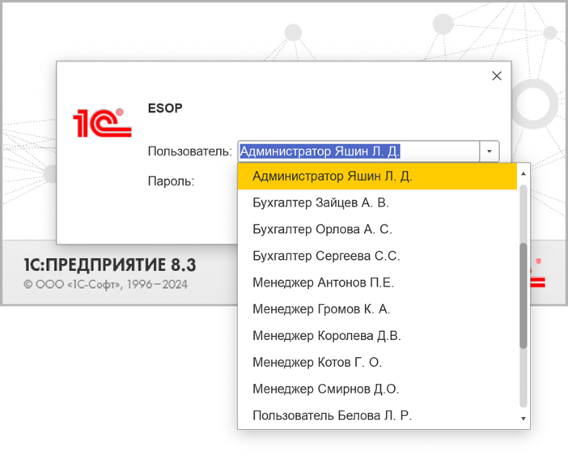 1С
ESOP
Пользователь: Администратор Яшин Л. Д.
Пароль:
Администратор Яшин Л. Д.
Бухгалтер Зайцев А. В.
Бухгалтер Орлова А. С.
Бухгалтер Сергеева С.С.
Менеджер Антонов П.Е.
Менеджер Громов К. А.
Менеджер Королева Д.В.
Менеджер Котов Г. О.
Менеджер Смирнов Д.О.
Пользователь Белова Л. Р.
1С:ПРЕДПРИЯТИЕ 8.3
© ООО «1С-Софт», 1996–2024